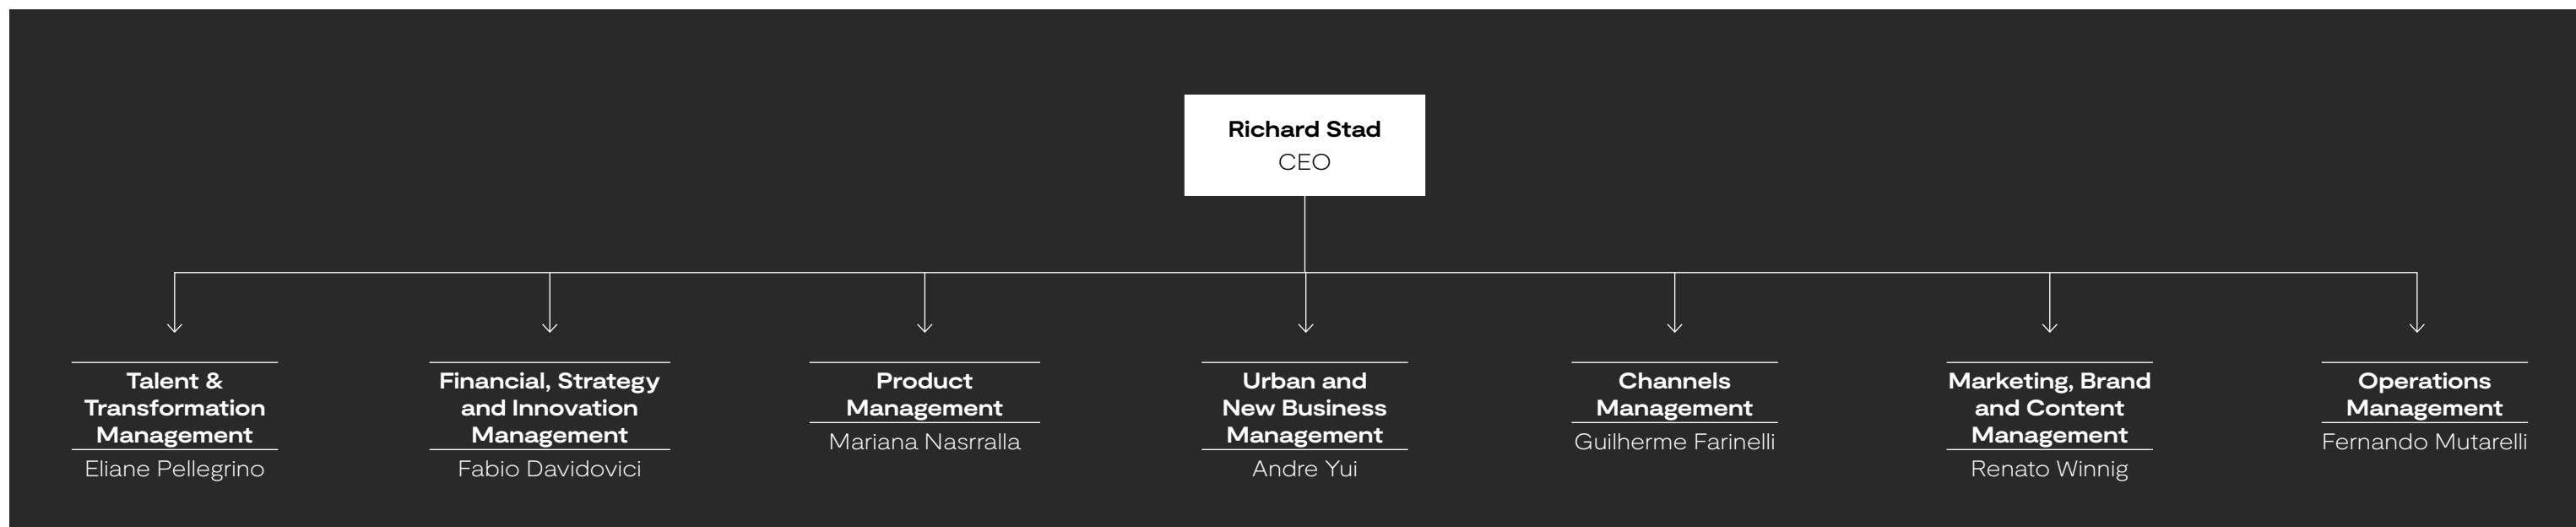 Richard Stad
CEO
Talent &
Transformation
Management
Eliane Pellegrino
Financial, Strategy
and Innovation
Management
Fabio Davidovici
Product
Management
Mariana Nasrralla
Urban and
New Business
Management
Andre Yui
Channels
Management
Guilherme Farinelli
Marketing, Brand
and Content
Management
Renato Winnig
Operations
Management
Fernando Mutarelli